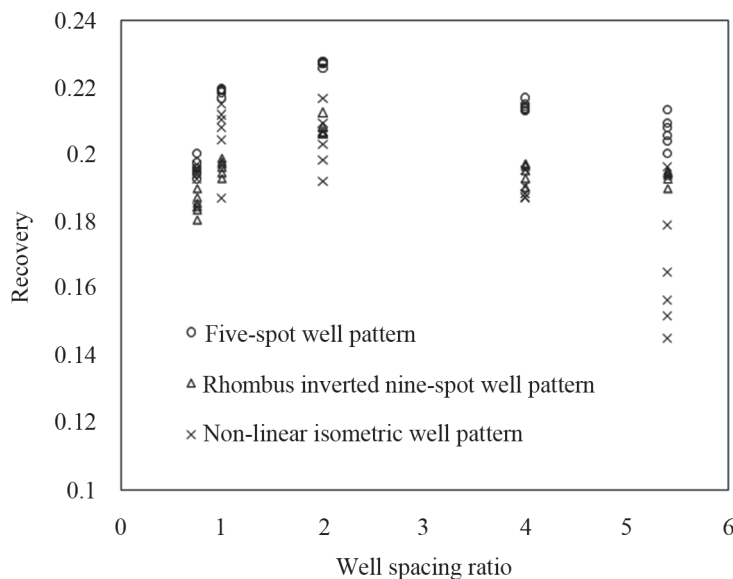 0.24
0.22
0.2
0.18
0.16
0.14
0.12
0.1
Recovery
Five-spot well pattern
Rhombus inverted nine-spot well pattern
Non-linear isometric well pattern
0 1 2 3 4 5 6
Well spacing ratio